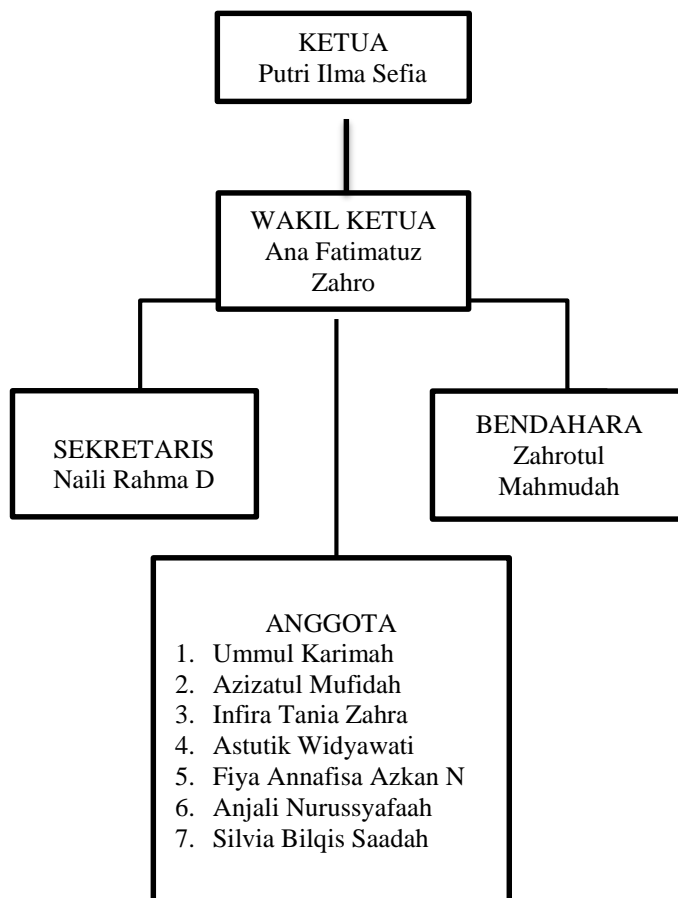 KETUA
Putri Ilma Sefia
WAKIL KETUA
Ana Fatimatuz
Zahro
SEKRETARIS
Naili Rahma D
BENDAHARA
Zahrotul
Mahmudah
ANGGOTA
1. Ummul Karimah
2. Azizatul Mufidah
3. Infira Tania Zahra
4. Astutik Widyawati
5. Fiya Annafisa Azkan N
6. Anjali Nurussyafaah
7. Silvia Bilqis Saadah